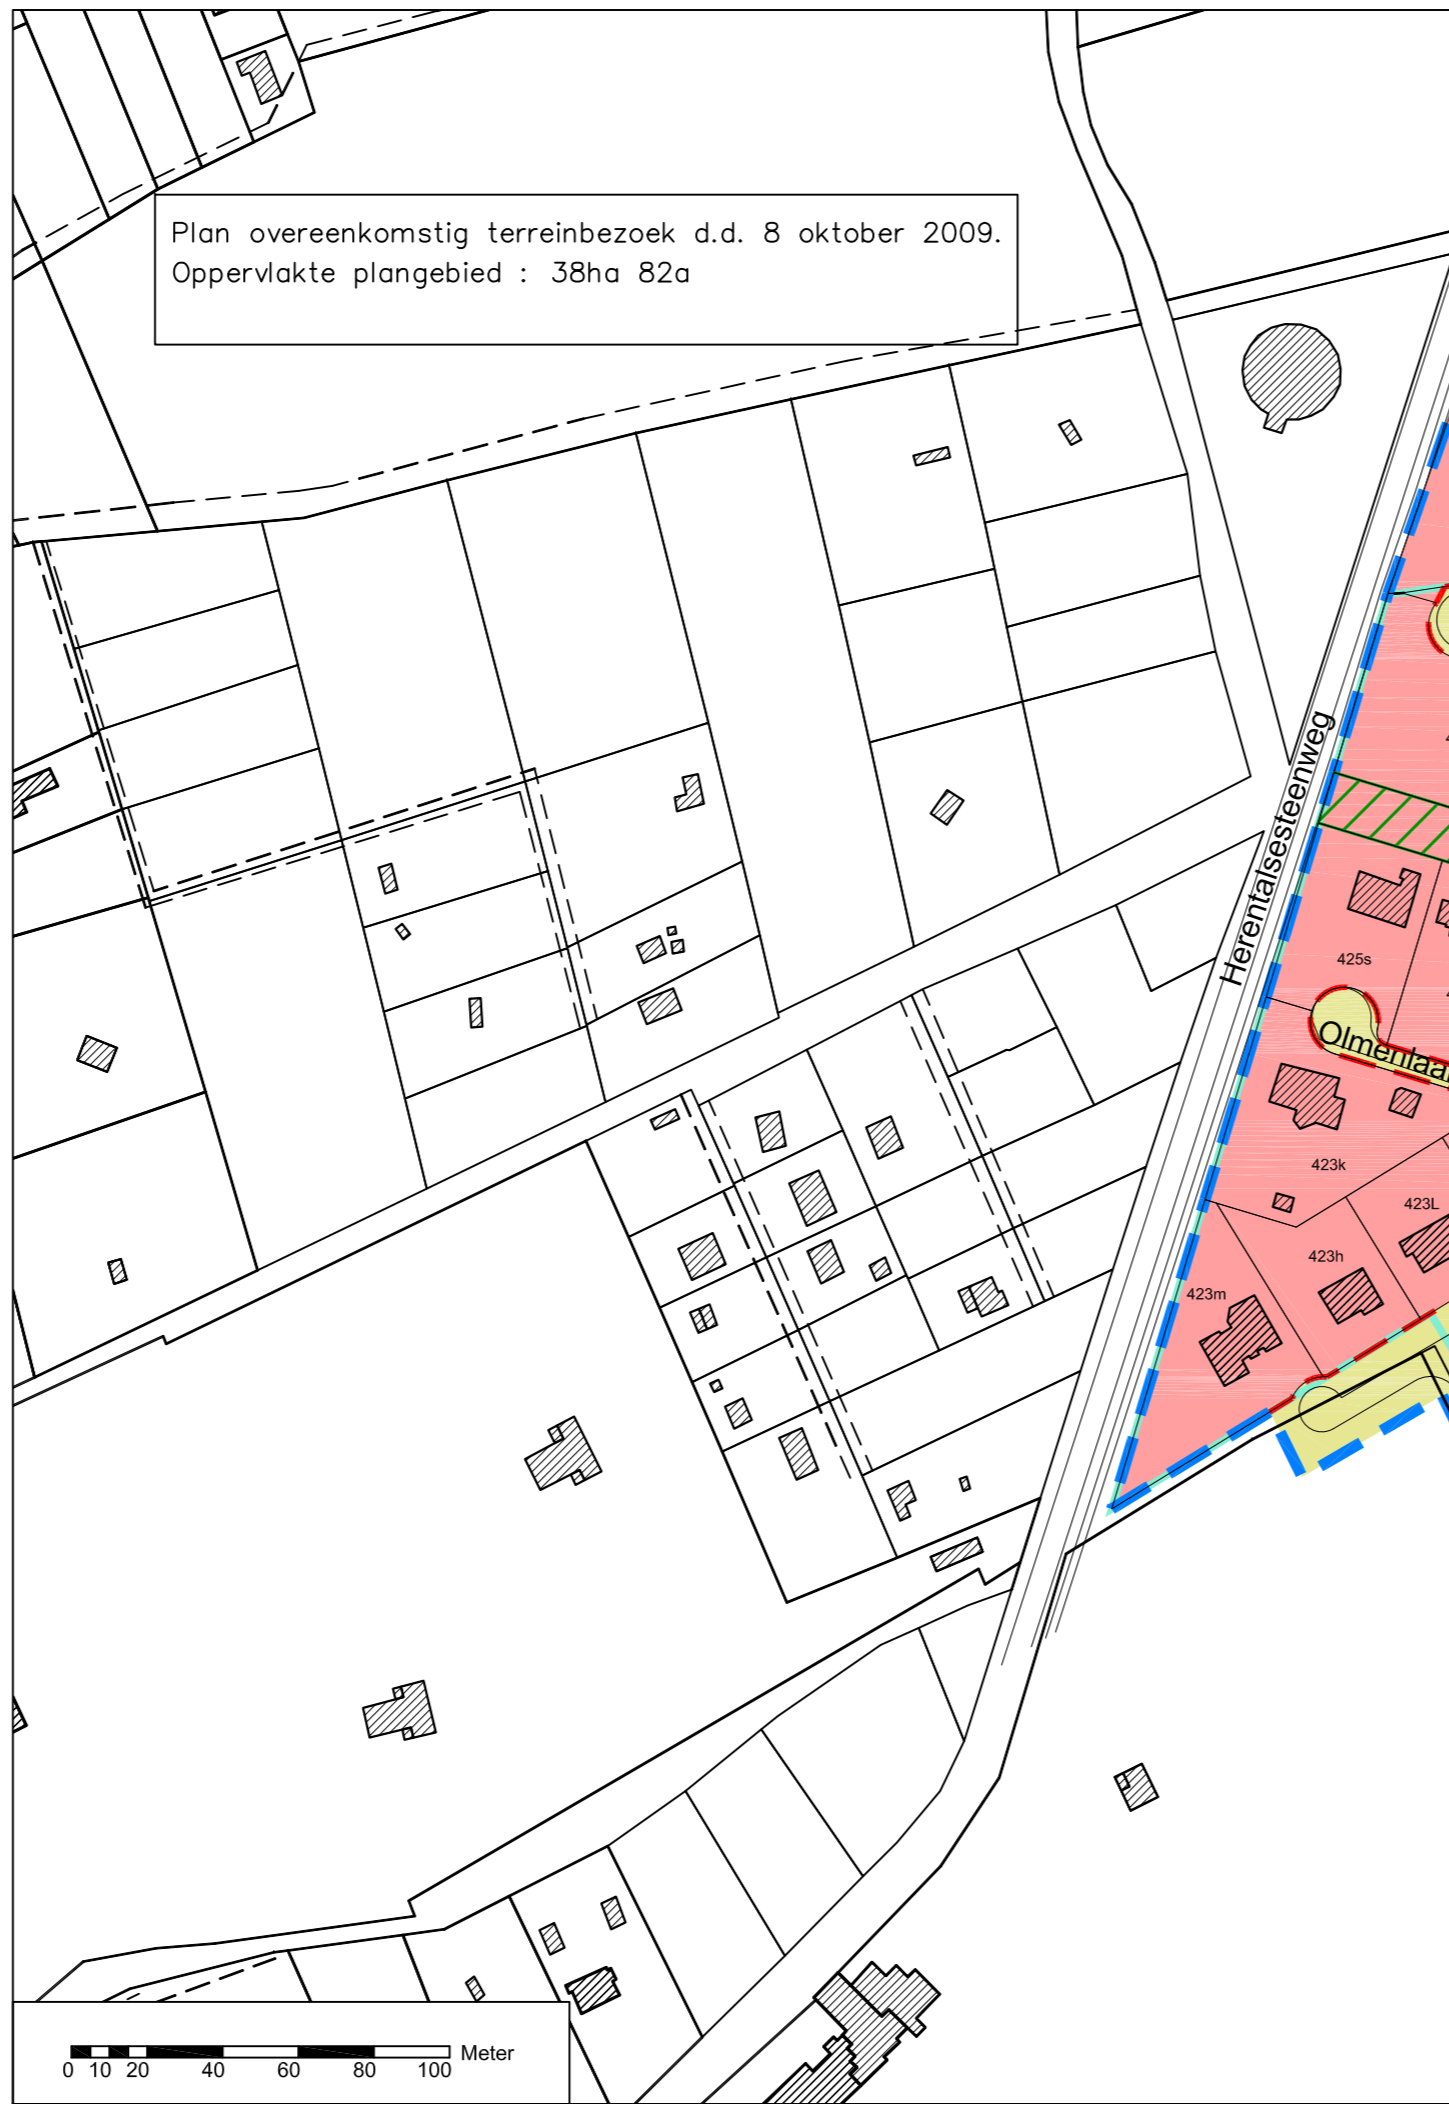 Plan overeenkomstig terreinbezoek d.d. 8 oktober 2009.
Oppervlakte plangebied : 38ha 82a
Herentalsesteenweg
425s
423k
423L
423h
423m
Meter
0 10 20 40 60 80 100